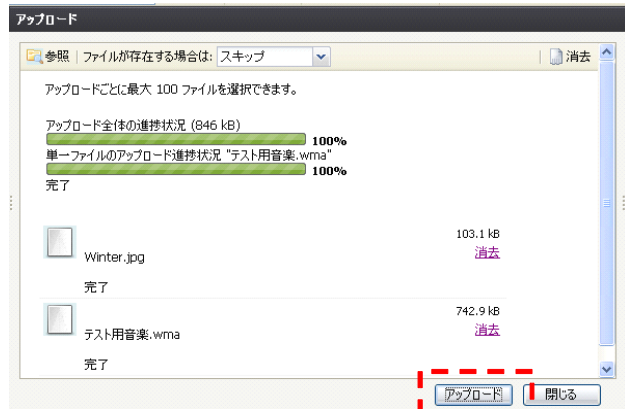 アップロード
参照 ファイルが存在する場合は: スキップ 消去
アップロードごとに最大 100 ファイルを選択できます。
アップロード全体の進捗状況 (846 kB)
100%
単一ファイルのアップロード進捗状況 "テスト用音楽.wma"
100%
完了
103.1 kB
Winter.jpg 消去
完了
742.9 kB
テスト用音楽.wma 消去
完了
アップロード 閉じる